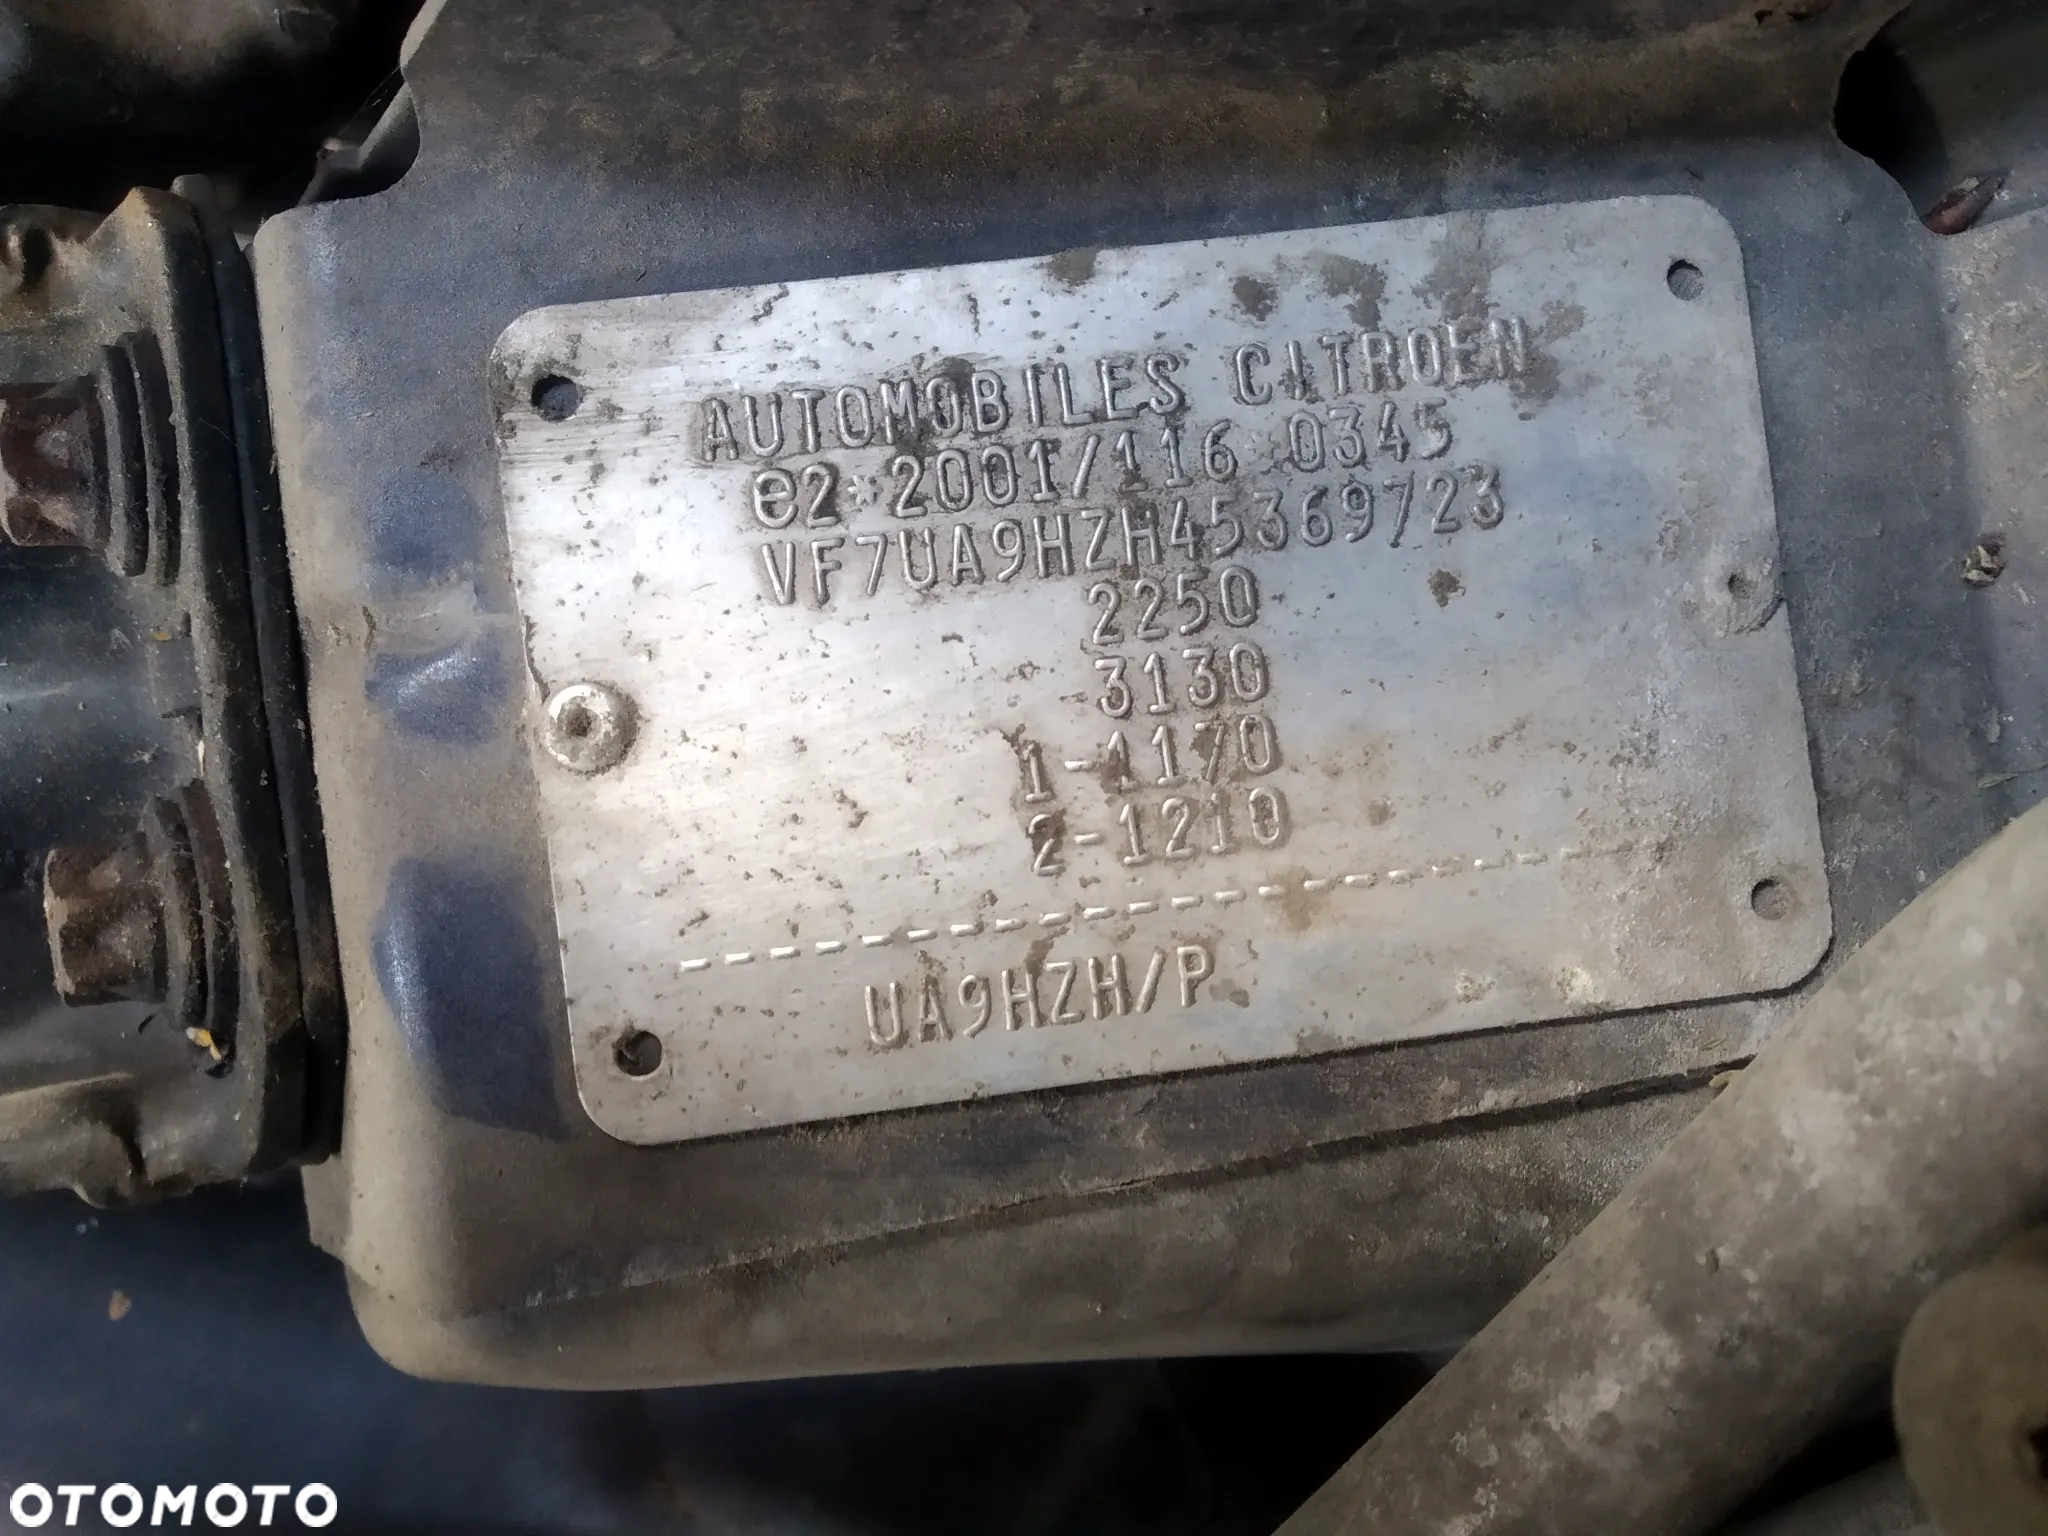 AUTOMOBILES CITROEN
e2*2001/116*0345
VF7UA9HZH45369723
2250
3130
1-1170
2-1210
--------------------
UA9HZH/P
OTOMOTO